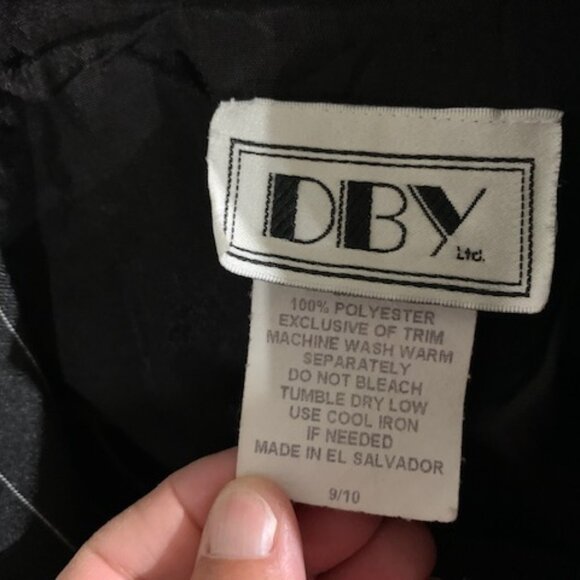 DBY
Ltd.
100% POLYESTER
EXCLUSIVE OF TRIM
MACHINE WASH WARM
SEPARATELY
DO NOT BLEACH
TUMBLE DRY LOW
USE COOL IRON
IF NEEDED
MADE IN EL SALVADOR
9/10